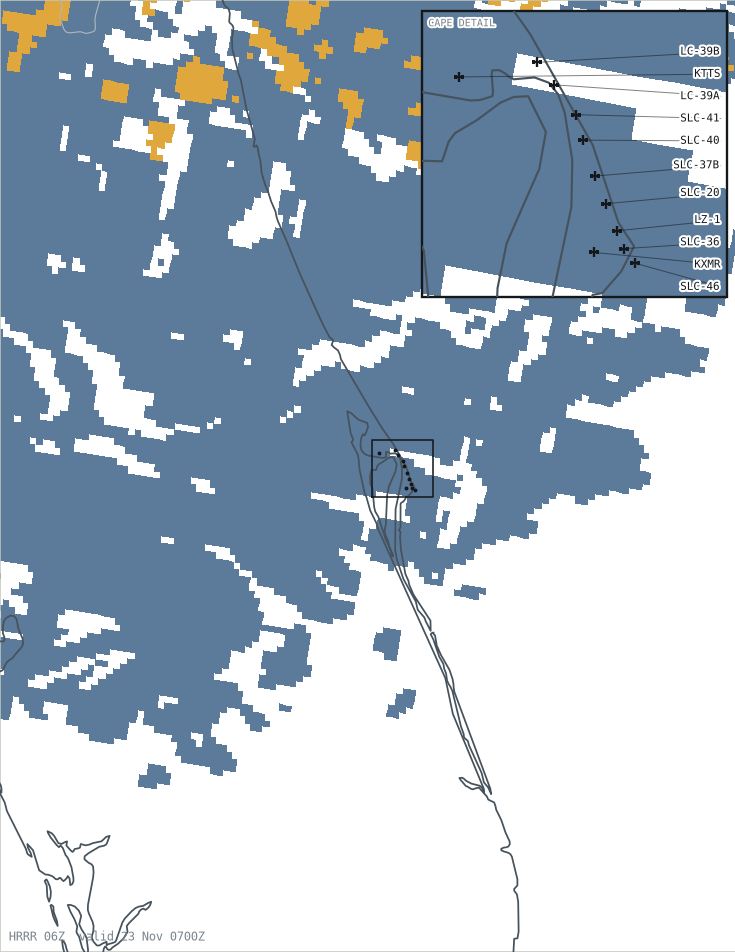 CAPE DETAIL
LC-39B
KTTS
LC-39A
SLC-41
SLC-40
SLC-37B
SLC-20
LZ-1
SLC-36
KXMR
SLC-46
HRRR 06Z valid 23 Nov 0700Z